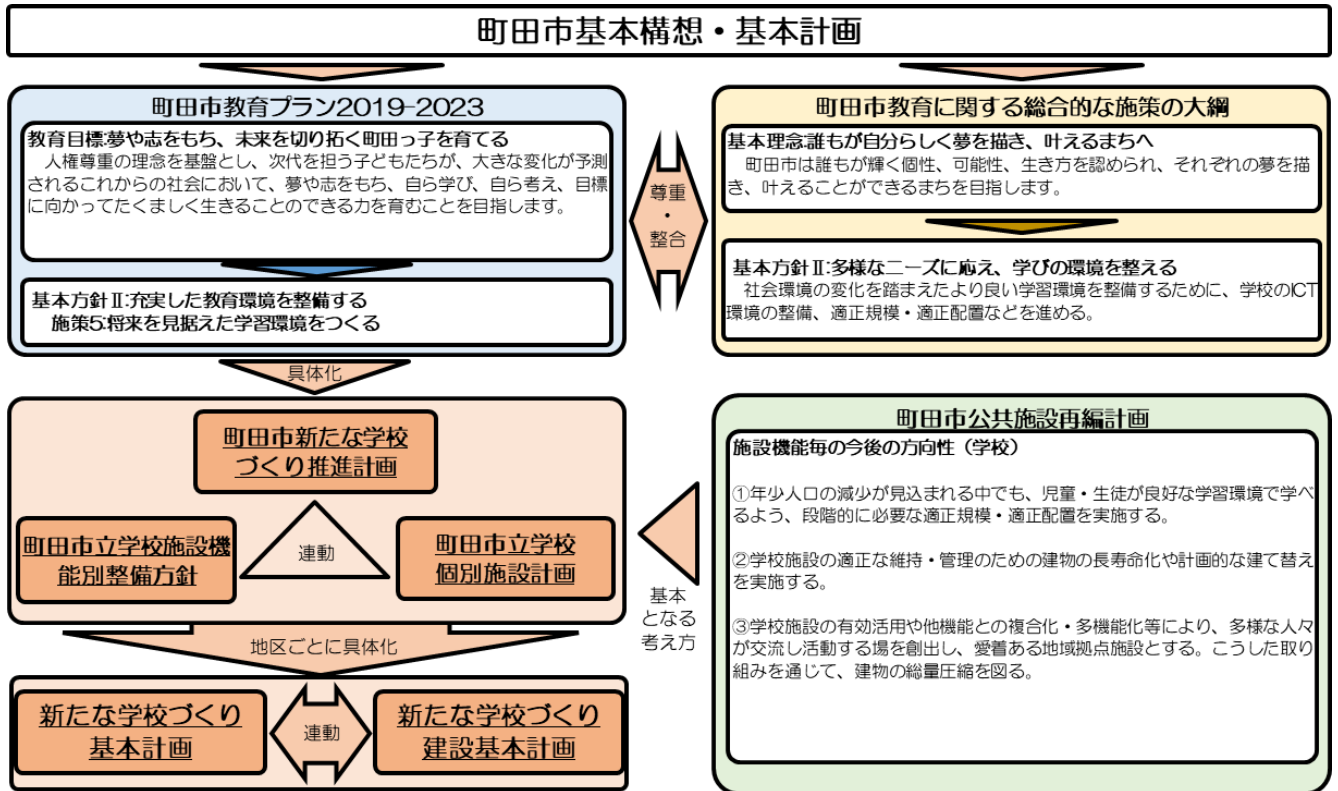 町田市基本構想・基本計画
町田市教育プラン2019-2023
教育目標:夢や志をもち、未来を切り拓く町田っ子を育てる
人権尊重の理念を基盤とし、次代を担う子どもたちが、大きな変化が予測
されるこれからの社会において、夢や志をもち、自ら学び、自ら考え、目標
に向かってたくましく生きることのできる力を育むことを目指します。
基本方針Ⅱ:充実した教育環境を整備する
施策5:将来を見据えた学習環境をつくる
尊重
・
整合
町田市教育に関する総合的な施策の大綱
基本理念:誰もが自分らしく夢を描き、叶えるまちへ
町田市は誰もが輝く個性、可能性、生き方を認められ、それぞれの夢を描
き、叶えることができるまちを目指します。
基本方針Ⅱ:多様なニーズに応え、学びの環境を整える
社会環境の変化を踏まえたより良い学習環境を整備するために、学校のICT
環境の整備、適正規模・適正配置などを進める。
具体化
町田市新たな学校
づくり推進計画
町田市立学校施設機
能別整備方針
連動
町田市立学校
個別施設計画
地区ごとに具体化
新たな学校づくり
基本計画
連動
新たな学校づくり
建設基本計画
基本
となる
考え方
町田市公共施設再編計画
施設機能毎の今後の方向性（学校）
①年少人口の減少が見込まれる中でも、児童・生徒が良好な学習環境で学べ
るよう、段階的に必要な適正規模・適正配置を実施する。
②学校施設の適正な維持・管理のための建物の長寿命化や計画的な建て替え
を実施する。
③学校施設の有効活用や他機能との複合化・多機能化等により、多様な人々
が交流し活動する場を創出し、愛着ある地域拠点施設とする。こうした取り
組みを通じて、建物の総量圧縮を図る。